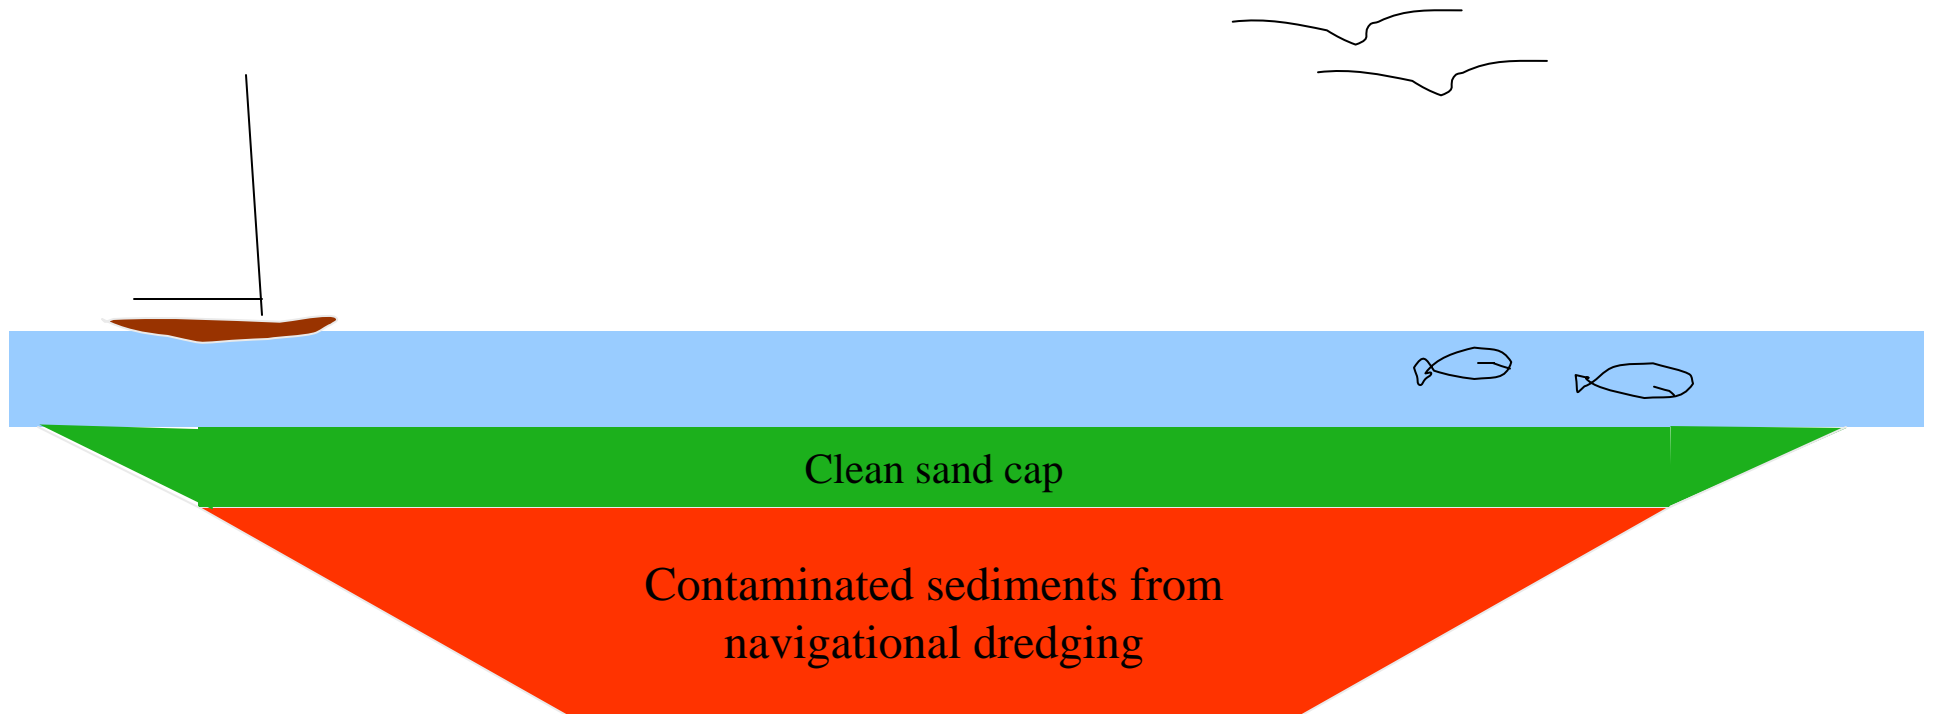 Clean sand cap
Contaminated sediments from
navigational dredging